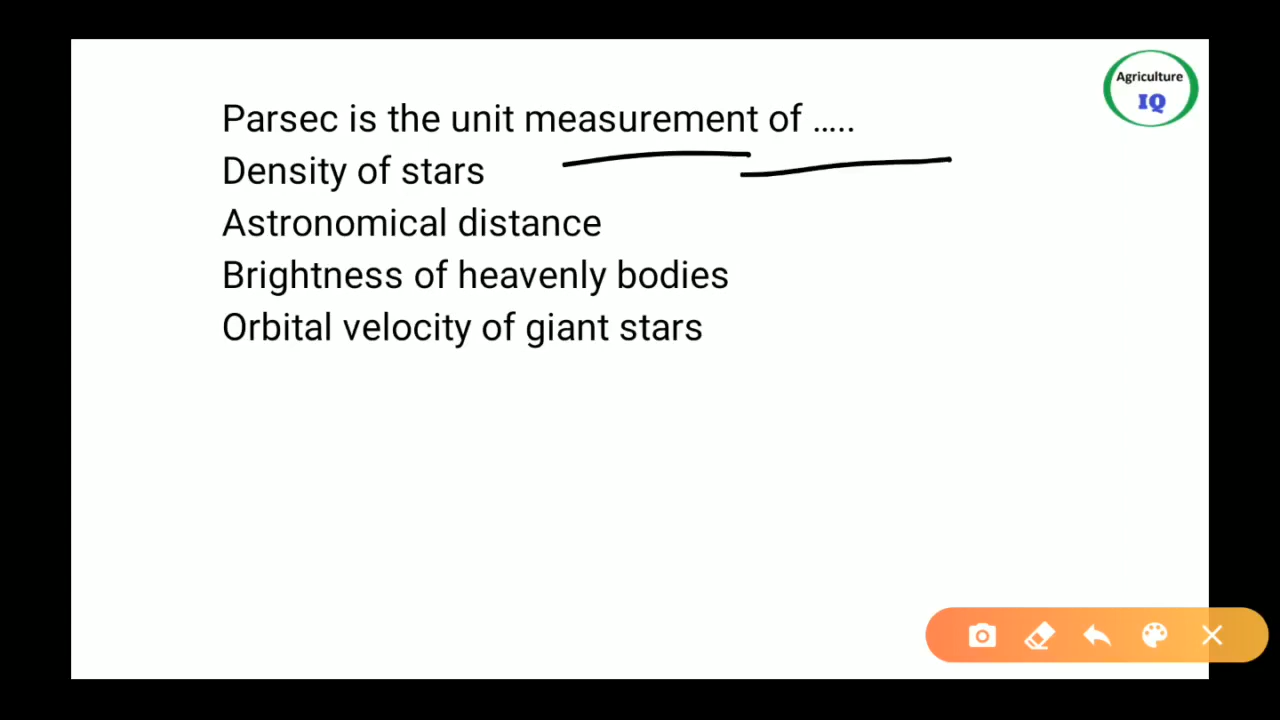 Agriculture
IQ
Parsec is the unit measurement of .....
Density of stars
Astronomical distance
Brightness of heavenly bodies
Orbital velocity of giant stars